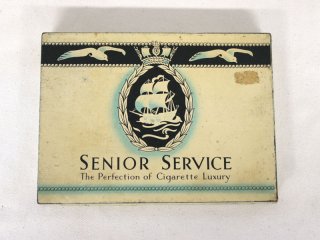 SENIOR SERVICE
The Perfection of Cigarette Luxury